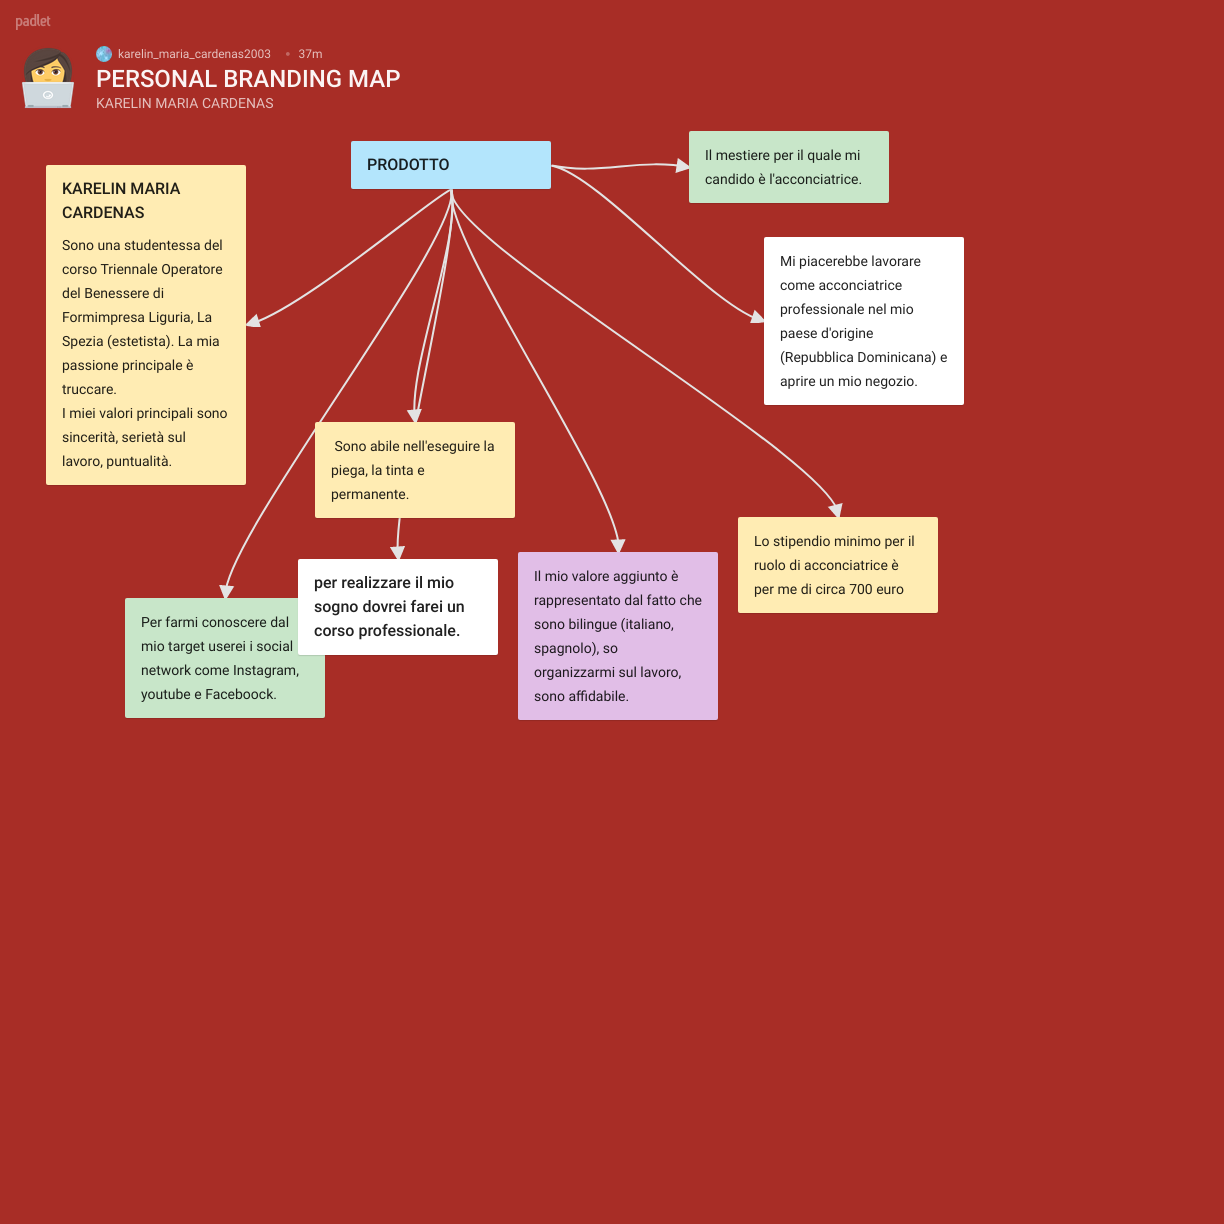 padlet
karelin_maria_cardenas2003 • 37m
PERSONAL BRANDING MAP
KARELIN MARIA CARDENAS
PRODOTTO
Il mestiere per il quale mi
candido è l'acconciatrice.
KARELIN MARIA
CARDENAS
Sono una studentessa del
corso Triennale Operatore
del Benessere di
Formimpresa Liguria, La
Spezia (estetista). La mia
passione principale è
truccare.
I miei valori principali sono
sincerità, serietà sul
lavoro, puntualità.
Mi piacerebbe lavorare
come acconciatrice
professionale nel mio
paese d'origine
(Repubblica Dominicana) e
aprire un mio negozio.
Sono abile nell'eseguire la
piega, la tinta e
permanente.
Lo stipendio minimo per il
ruolo di acconciatrice è
per me di circa 700 euro
per realizzare il mio
sogno dovrei farei un
corso professionale.
Il mio valore aggiunto è
rappresentato dal fatto che
sono bilingue (italiano,
spagnolo), so
organizzarmi sul lavoro,
sono affidabile.
Per farmi conoscere dal
mio target userei i social
network come Instagram,
youtube e Faceboock.